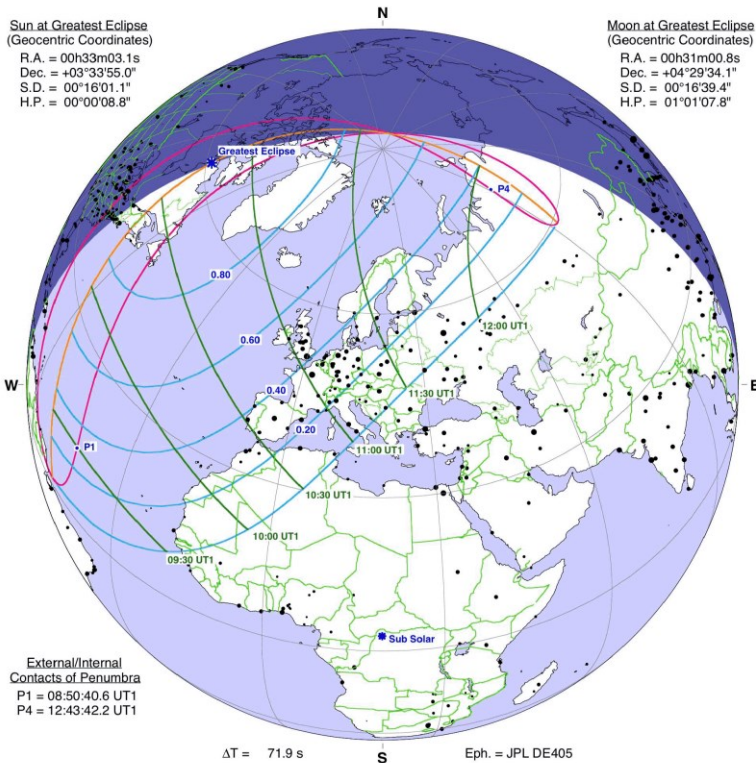 N
Sun at Greatest Eclipse
(Geocentric Coordinates)
R.A. = 00h33m03.1s
Dec. = +03°33'55.0"
S.D. = 00°16'01.1"
H.P. = 00°00'08.8"
Moon at Greatest Eclipse
(Geocentric Coordinates)
R.A. = 00h31m00.8s
Dec. = +04°29'34.1"
S.D. = 00°16'39.4"
H.P. = 01°01'07.8"
Greatest Eclipse
P4
0.80
12:00 UT1
0.60
W
E
0.40
11:30 UT1
0.20
P1
11:00 UT1
10:30 UT1
10:00 UT1
09:30 UT1
Sub Solar
External/Internal
Contacts of Penumbra
P1 = 08:50:40.6 UT1
P4 = 12:43:42.2 UT1
ΔT = 71.9 s
S
Eph. = JPL DE405